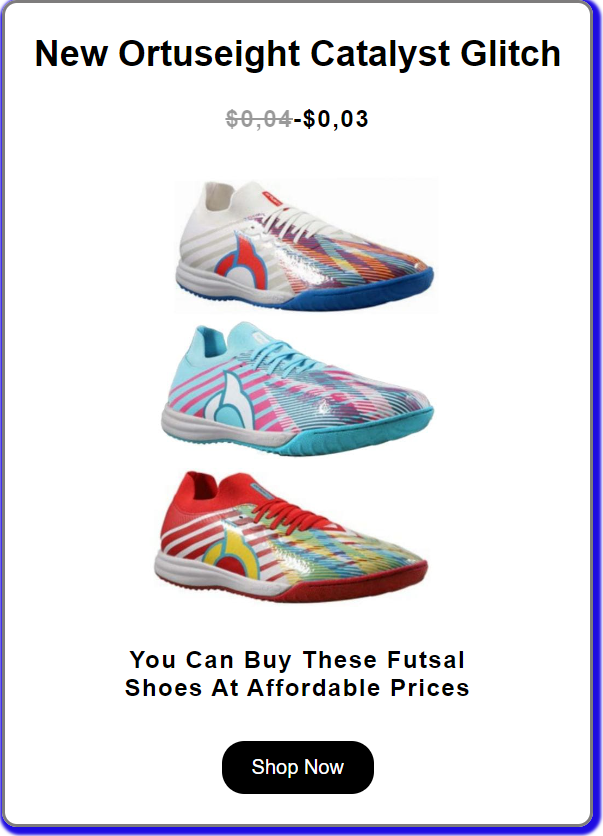 New Ortuseight Catalyst Glitch
$0,04-$0,03
You Can Buy These Futsal
Shoes At Affordable Prices
Shop Now